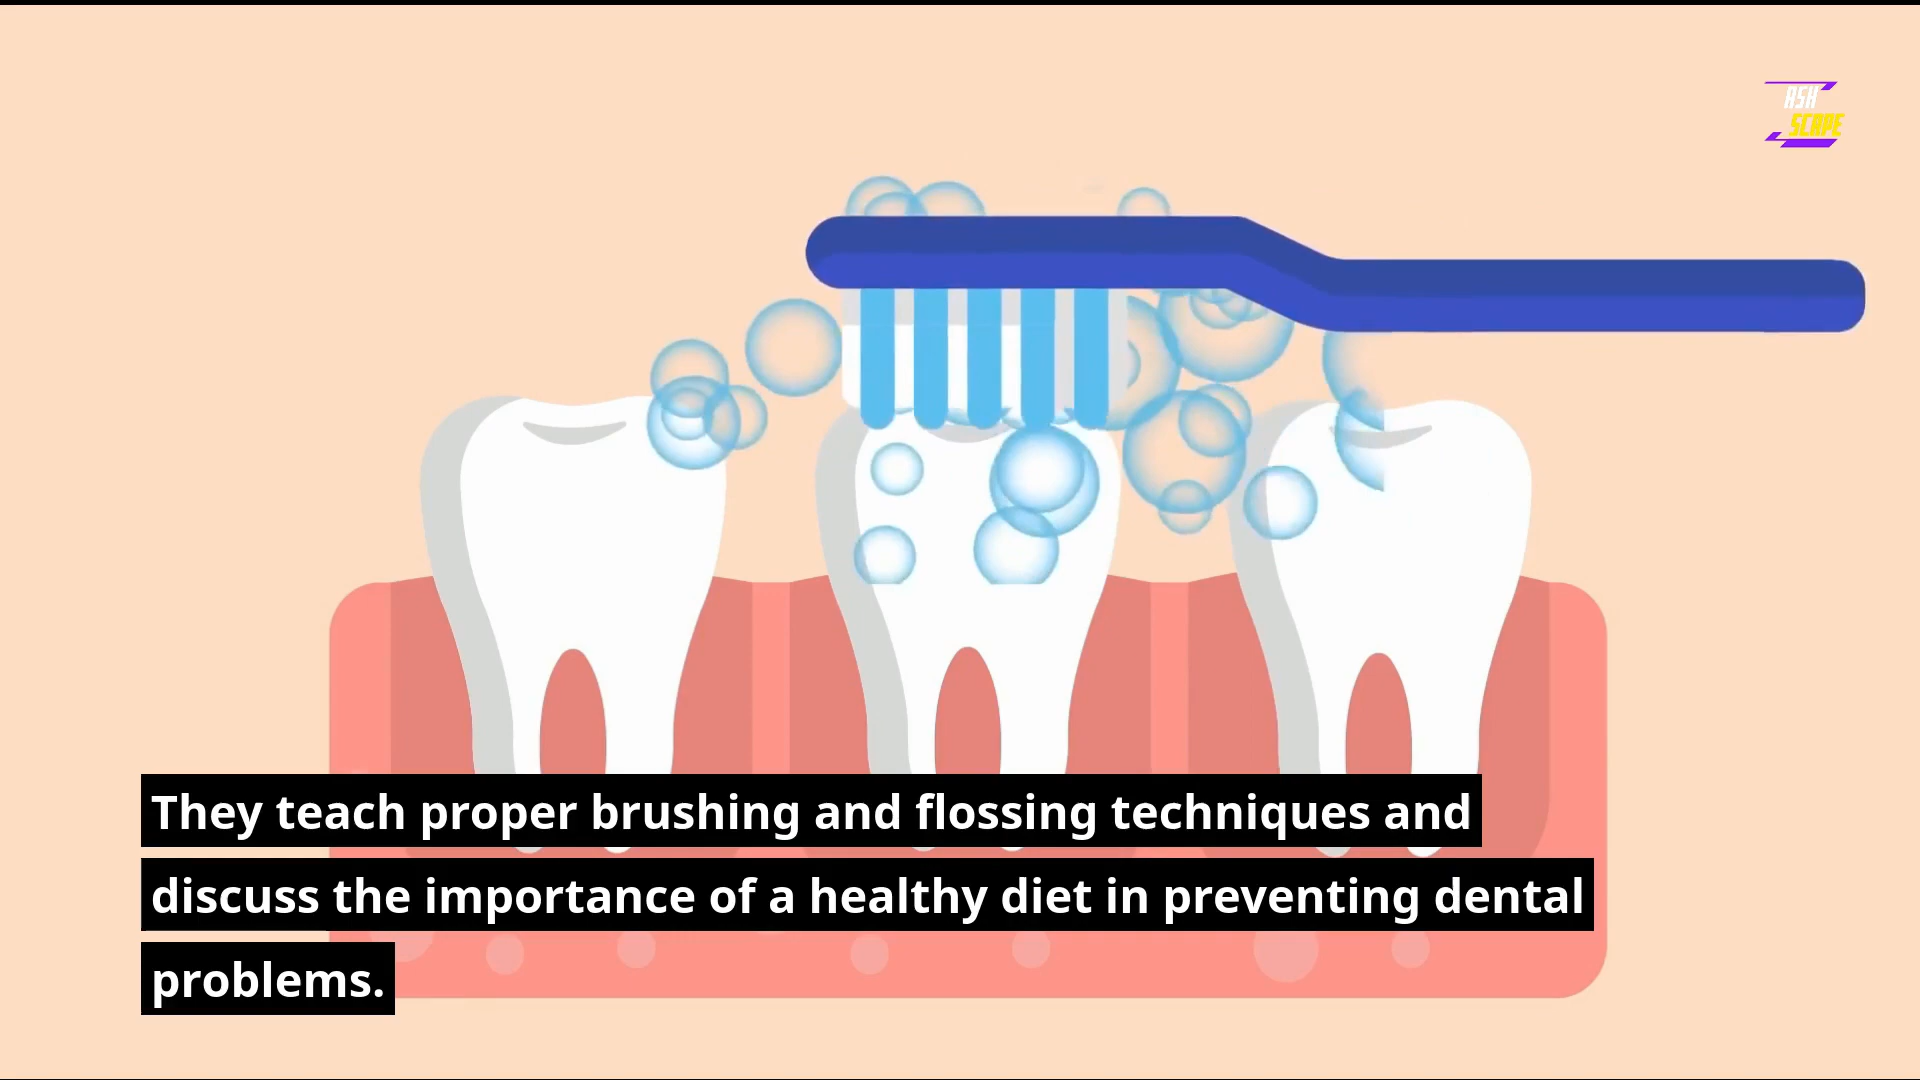 ASH
SCAPE
They teach proper brushing and flossing techniques and
discuss the importance of a healthy diet in preventing dental
problems.